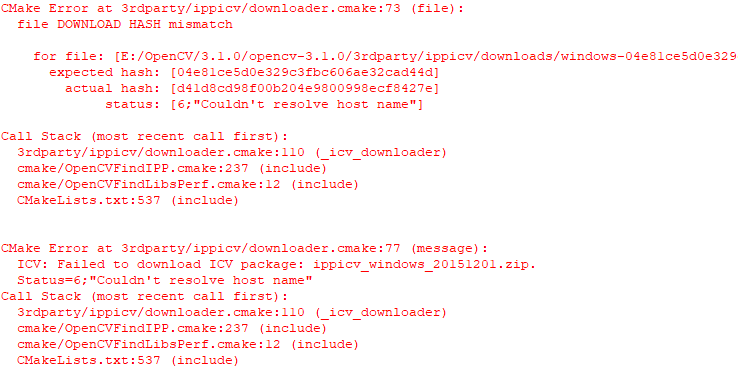 CMake Error at 3rdparty/ippicv/downloader.cmake:73 (file):
file DOWNLOAD HASH mismatch
for file: [E:/OpenCV/3.1.0/opencv-3.1.0/3rdparty/ippicv/downloads/windows-04e81ce5d0e329
expected hash: [04e81ce5d0e329c3fbc606ae32cad44d]
actual hash: [d41d8cd98f00b204e9800998ecf8427e]
status: [6;"Couldn't resolve host name"]
Call Stack (most recent call first):
3rdparty/ippicv/downloader.cmake:110 (_icv_downloader)
cmake/OpenCVFindIPP.cmake:237 (include)
cmake/OpenCVFindLibsPerf.cmake:12 (include)
CMakeLists.txt:537 (include)
CMake Error at 3rdparty/ippicv/downloader.cmake:77 (message):
ICV: Failed to download ICV package: ippicv_windows_20151201.zip.
Status=6;"Couldn't resolve host name"
Call Stack (most recent call first):
3rdparty/ippicv/downloader.cmake:110 (_icv_downloader)
cmake/OpenCVFindIPP.cmake:237 (include)
cmake/OpenCVFindLibsPerf.cmake:12 (include)
CMakeLists.txt:537 (include)